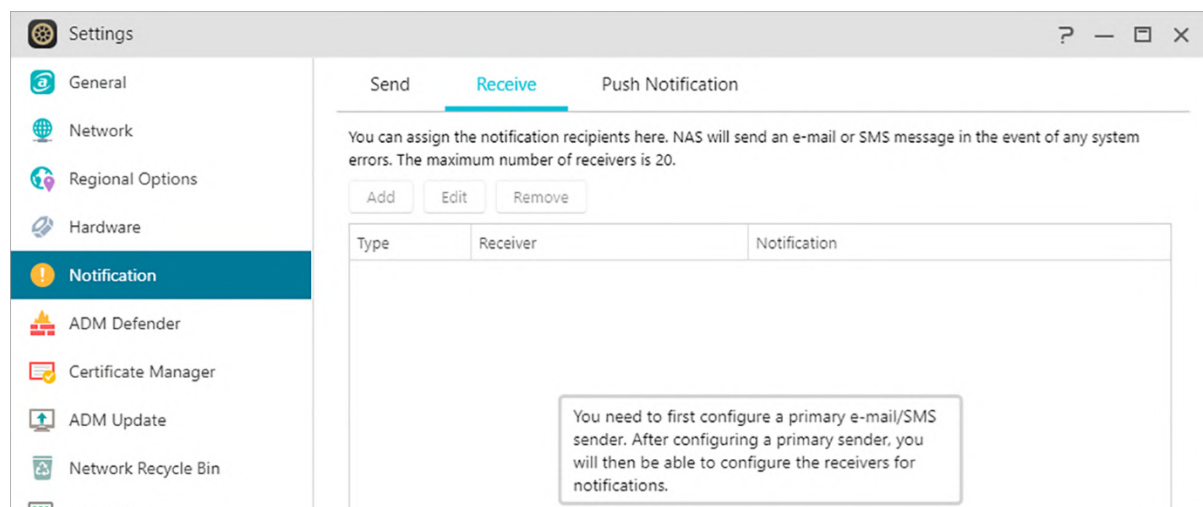 Settings
General
Network
Regional Options
Hardware
Notification
ADM Defender
Certificate Manager
ADM Update
Network Recycle Bin
Send Receive Push Notification
You can assign the notification recipients here. NAS will send an e-mail or SMS message in the event of any system
errors. The maximum number of receivers is 20.
Add Edit Remove
Type Receiver Notification
You need to first configure a primary e-mail/SMS
sender. After configuring a primary sender, you
will then be able to configure the receivers for
notifications.